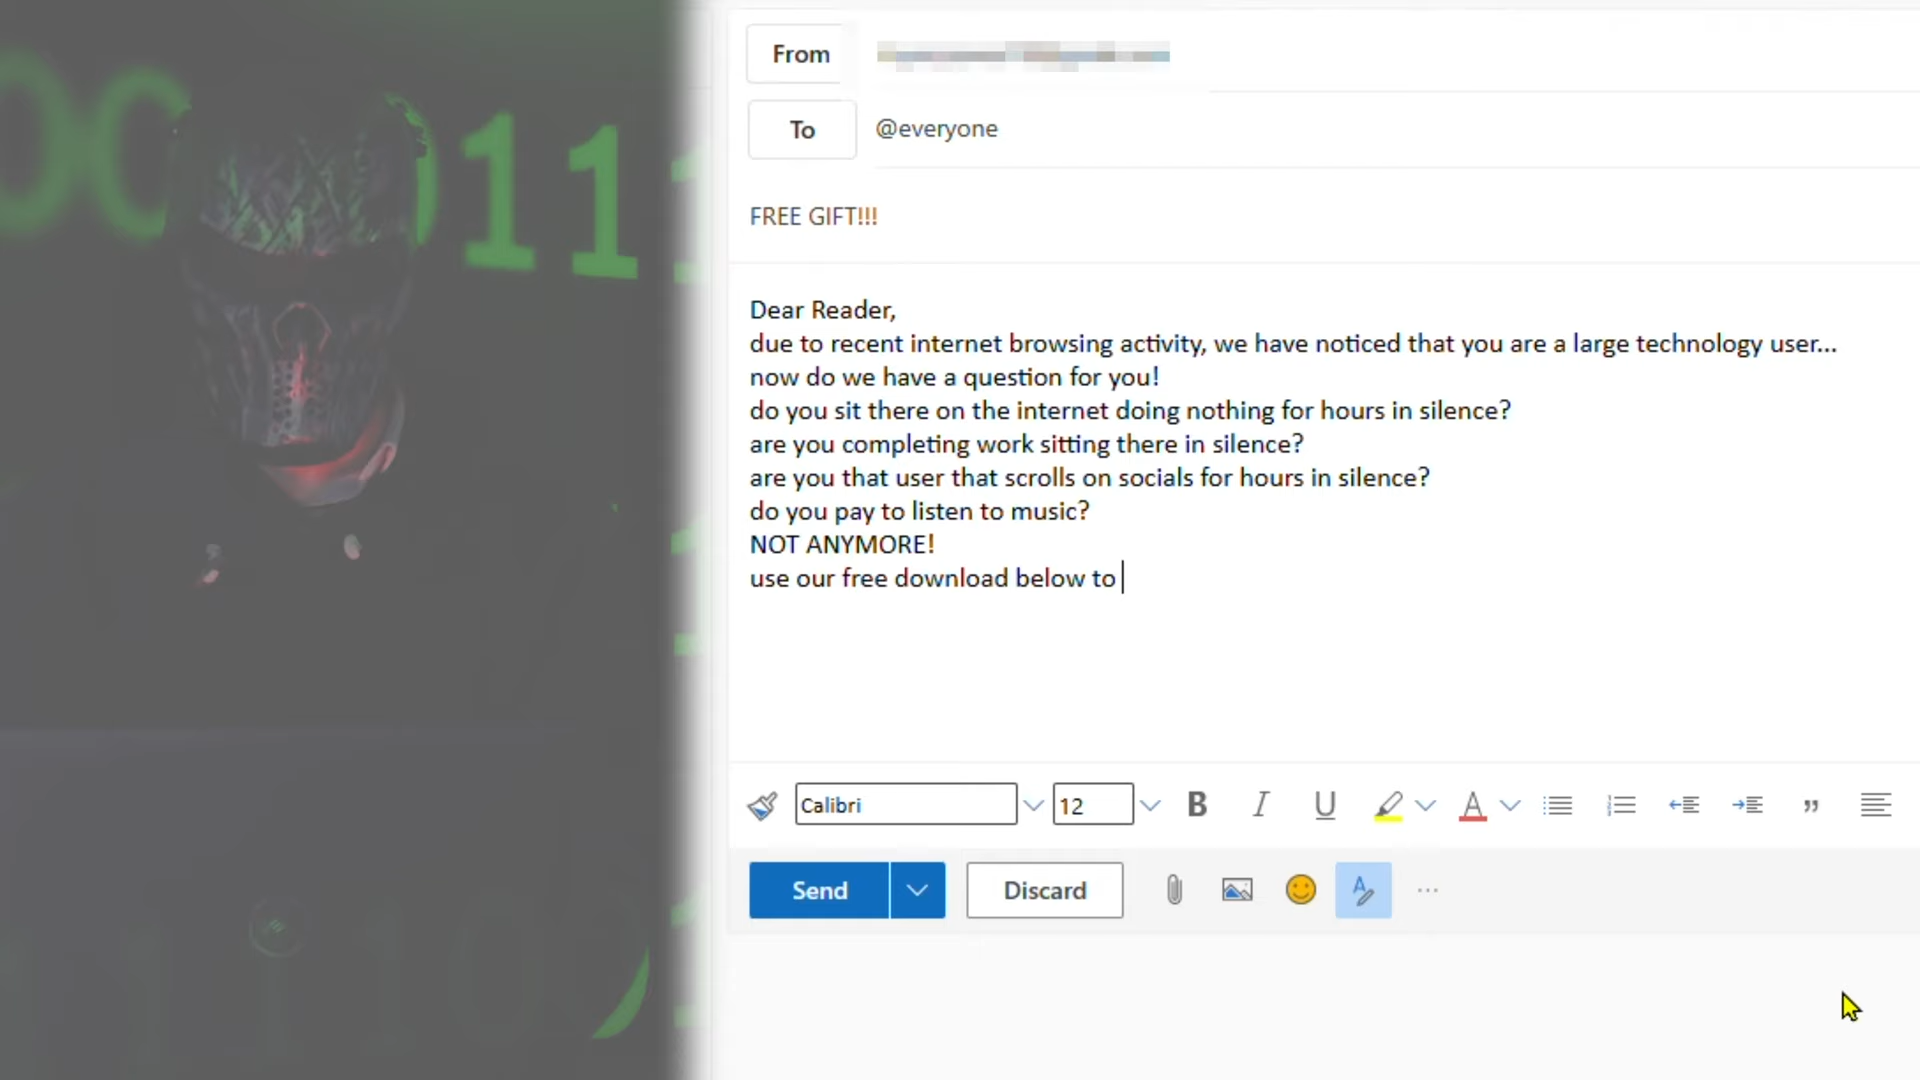 From
To
@everyone
FREE GIFT!!!
Dear Reader,
due to recent internet browsing activity, we have noticed that you are a large technology user...
now do we have a question for you!
do you sit there on the internet doing nothing for hours in silence?
are you completing work sitting there in silence?
are you that user that scrolls on socials for hours in silence?
do you pay to listen to music?
NOT ANYMORE!
use our free download below to
Calibri
12
B I U A
Send
Discard